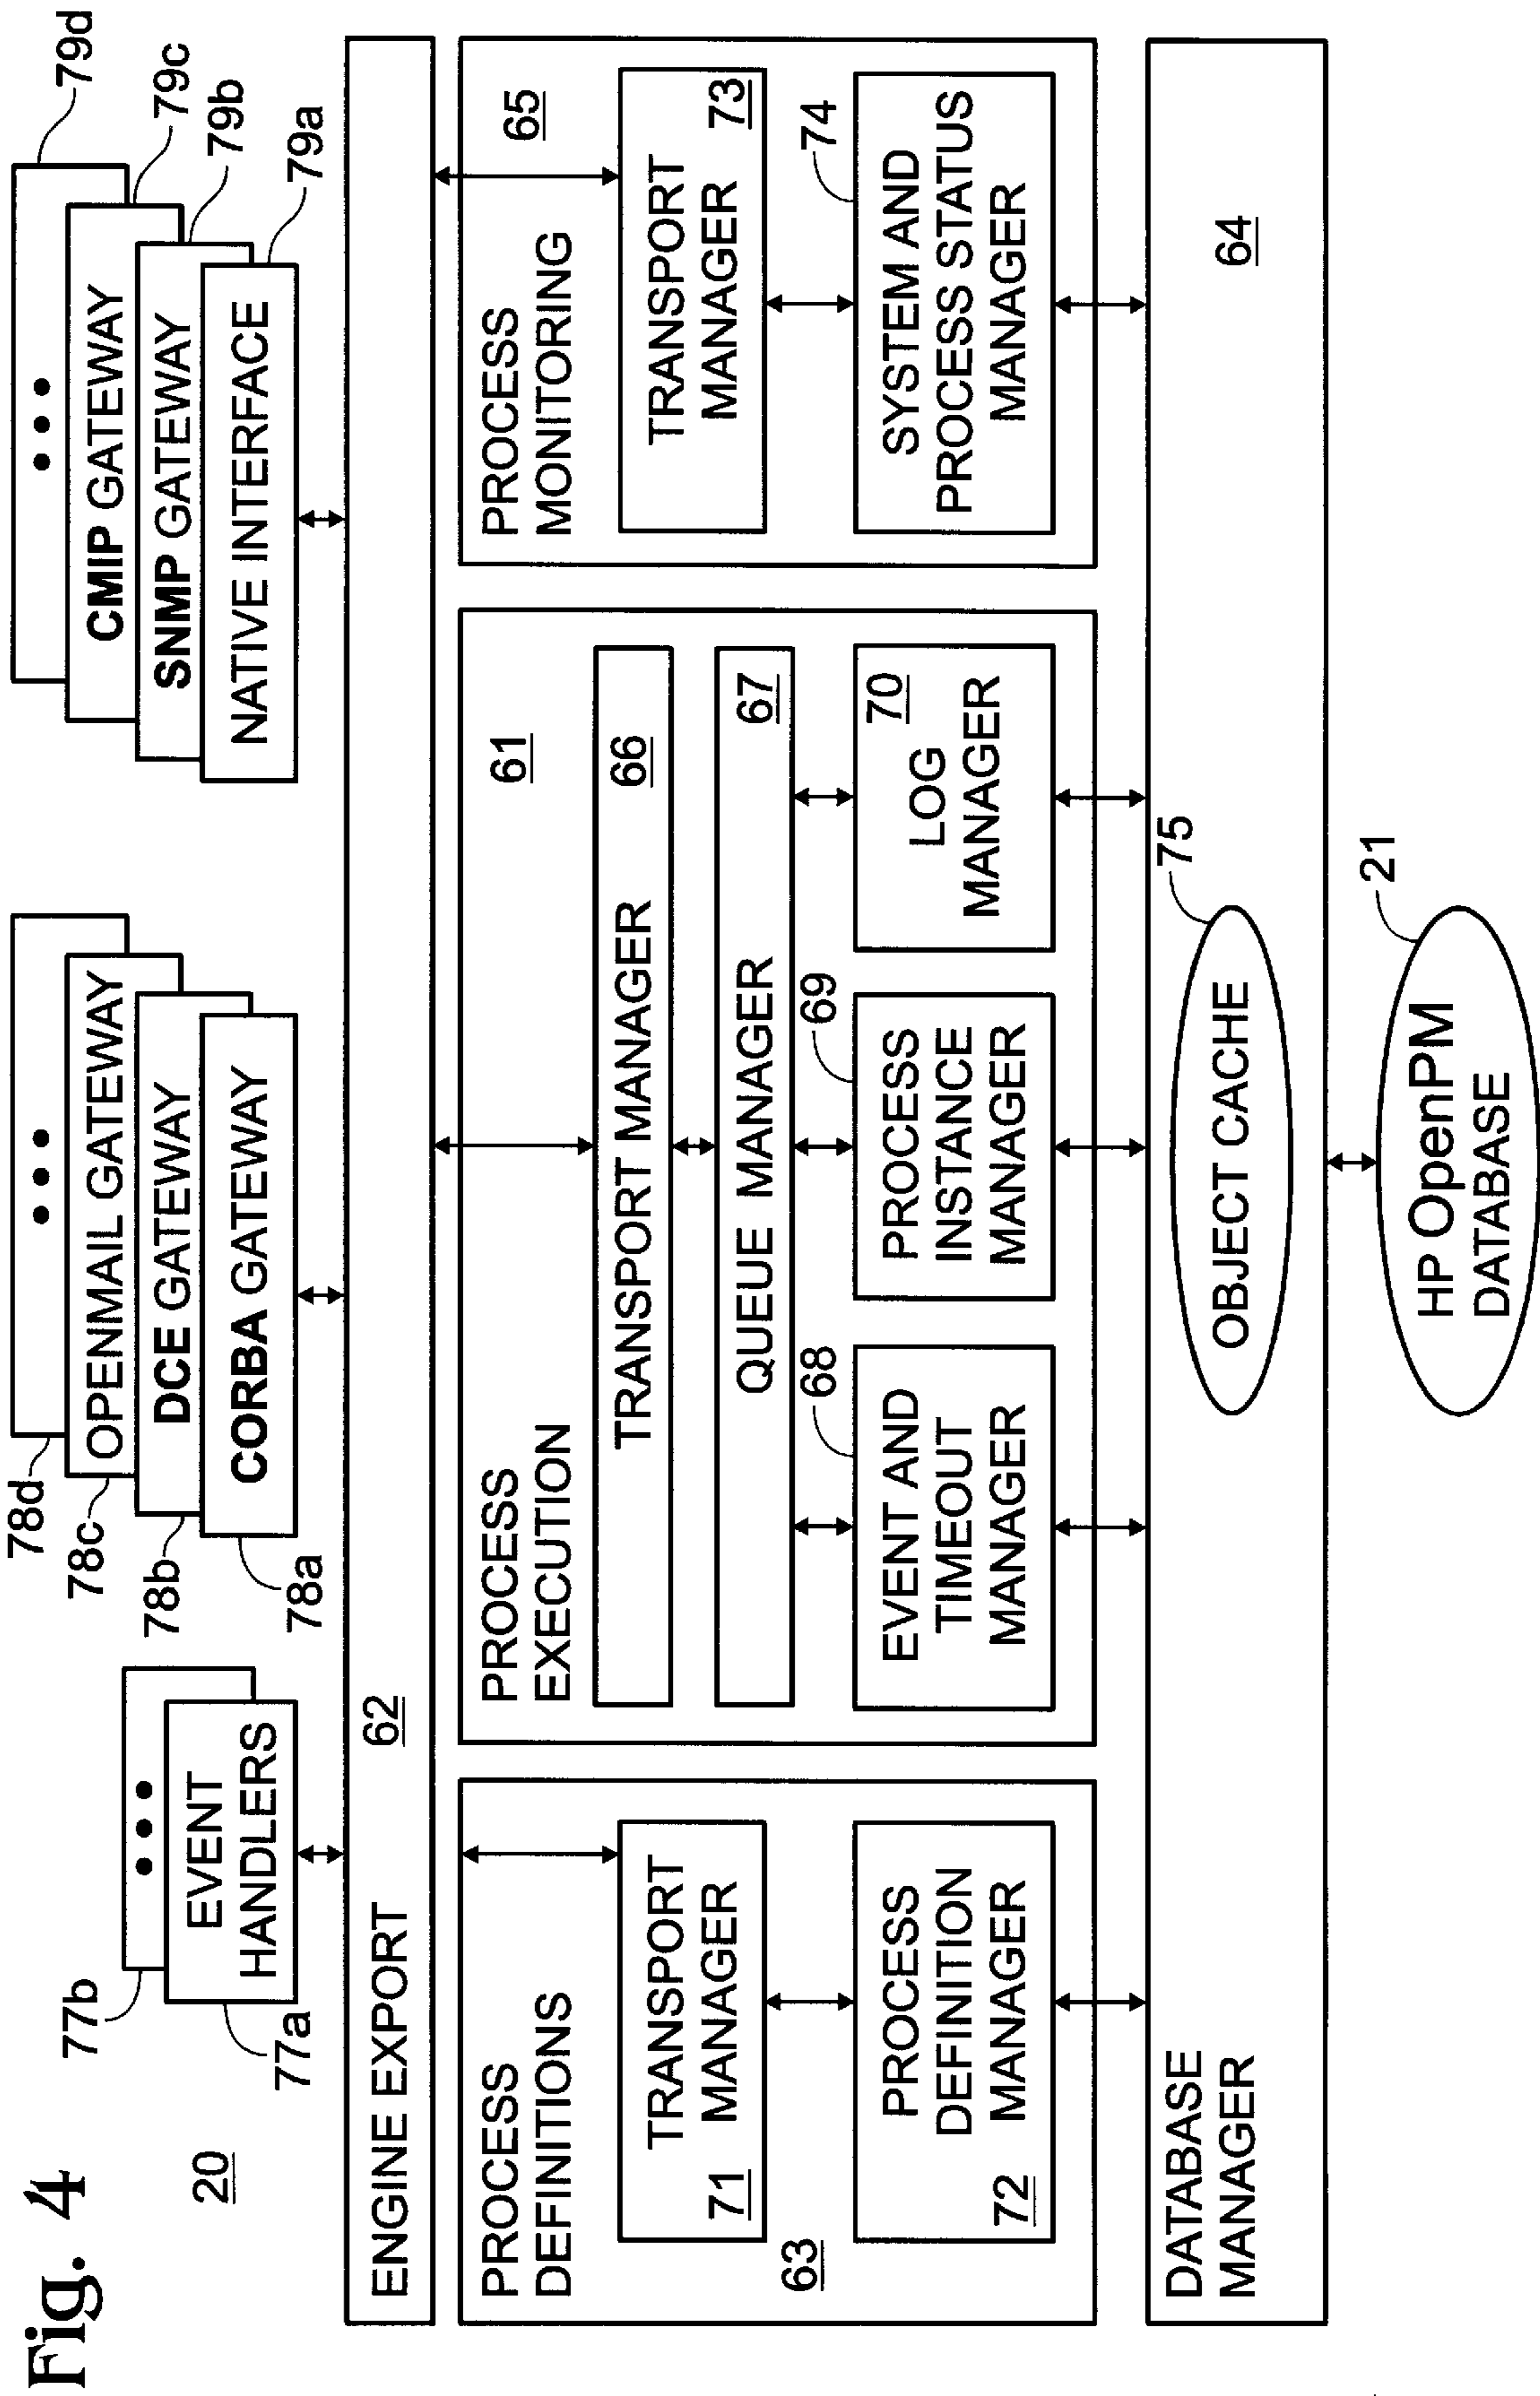 Fig. 4
20
77b
77a
EVENT
HANDLERS
78d
78c
78b
78a
OPENMAIL GATEWAY
DCE GATEWAY
CORBA GATEWAY
79d
79c
79b
79a
CMIP GATEWAY
SNMP GATEWAY
NATIVE INTERFACE
ENGINE EXPORT
62
PROCESS
DEFINITIONS
TRANSPORT
MANAGER
71
63
PROCESS
DEFINITION
MANAGER
72
PROCESS
EXECUTION
61
TRANSPORT MANAGER
66
QUEUE MANAGER
67
68
EVENT AND
TIMEOUT
MANAGER
69
PROCESS
INSTANCE
MANAGER
70
LOG
MANAGER
PROCESS
MONITORING
65
TRANSPORT
MANAGER
73
74
SYSTEM AND
PROCESS STATUS
MANAGER
DATABASE
MANAGER
64
75
OBJECT CACHE
21
HP OpenPM
DATABASE